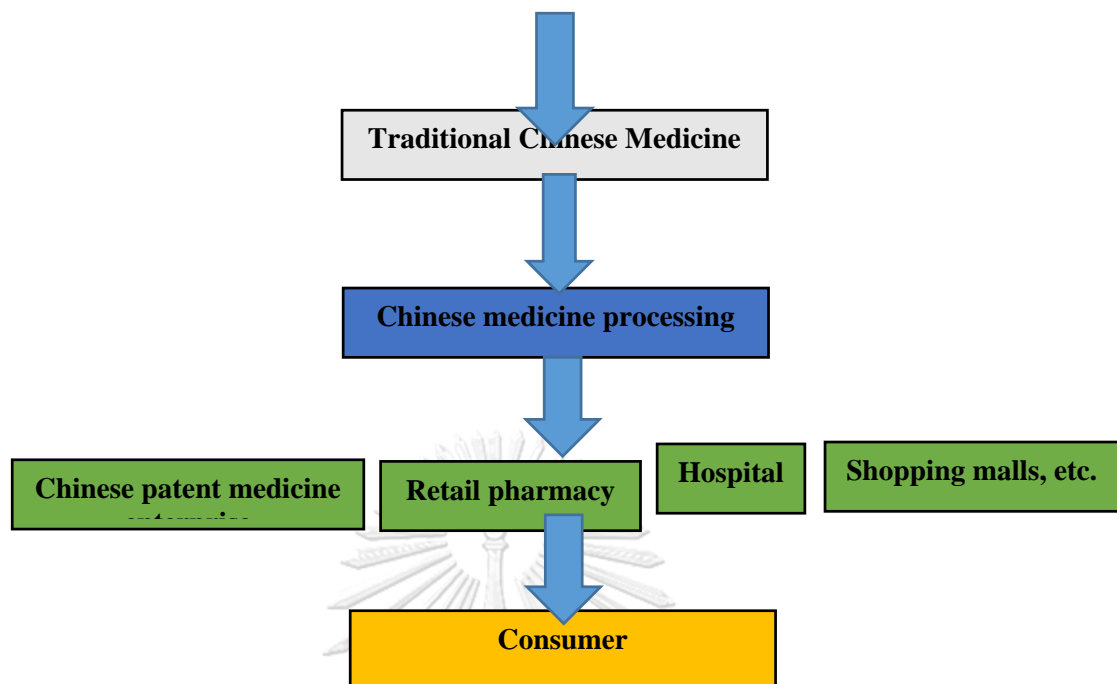 Traditional Chinese Medicine
Chinese medicine processing
Chinese patent medicine
Retail pharmacy
Hospital
Shopping malls, etc.
Consumer